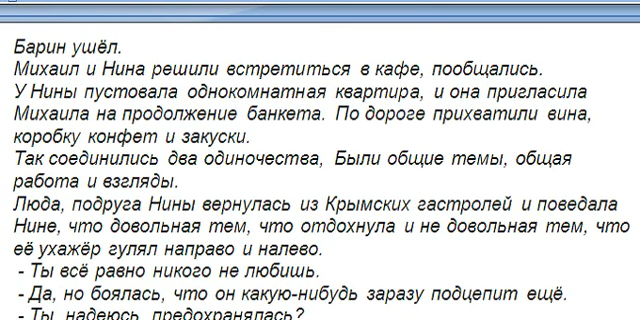 Барин ушёл.
Михаил и Нина решили встретиться в кафе, пообщались.
У Нины пустовала однокомнатная квартира, и она пригласила
Михаила на продолжение банкета. По дороге прихватили вина,
коробку конфет и закуски.
Так соединились два одиночества, Были общие темы, общая
работа и взгляды.
Люда, подруга Нины вернулась из Крымских гастролей и поведала
Нине, что довольная тем, что отдохнула и не довольная тем, что
её ухажёр гулял направо и налево.
- Ты всё равно никого не любишь.
- Да, но боялась, что он какую-нибудь заразу подцепит ещё.
- Ты, надеюсь, предохранялась?